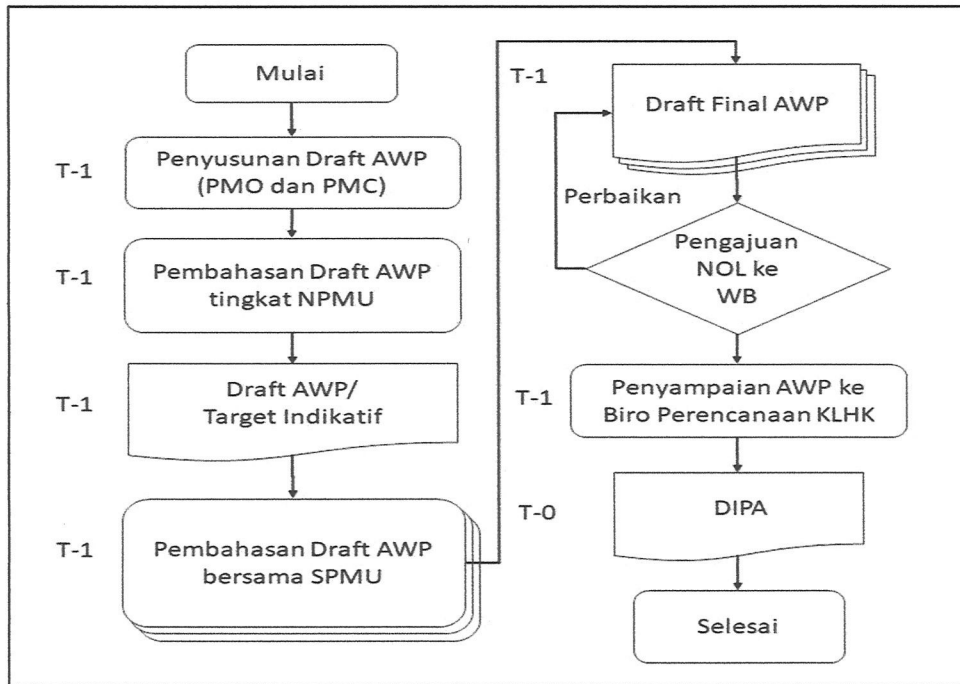 Mulai
T-1
Penyusunan Draft AWP
(PMO dan PMC)
T-1
Pembahasan Draft AWP
tingkat NPMU
T-1
Draft AWP/
Target Indikatif
T-1
Pembahasan Draft AWP
bersama SPMU
T-1
Draft Final AWP
Perbaikan
Pengajuan
NOL ke
WB
T-1
Penyampaian AWP ke
Biro Perencanaan KLHK
T-0
DIPA
Selesai